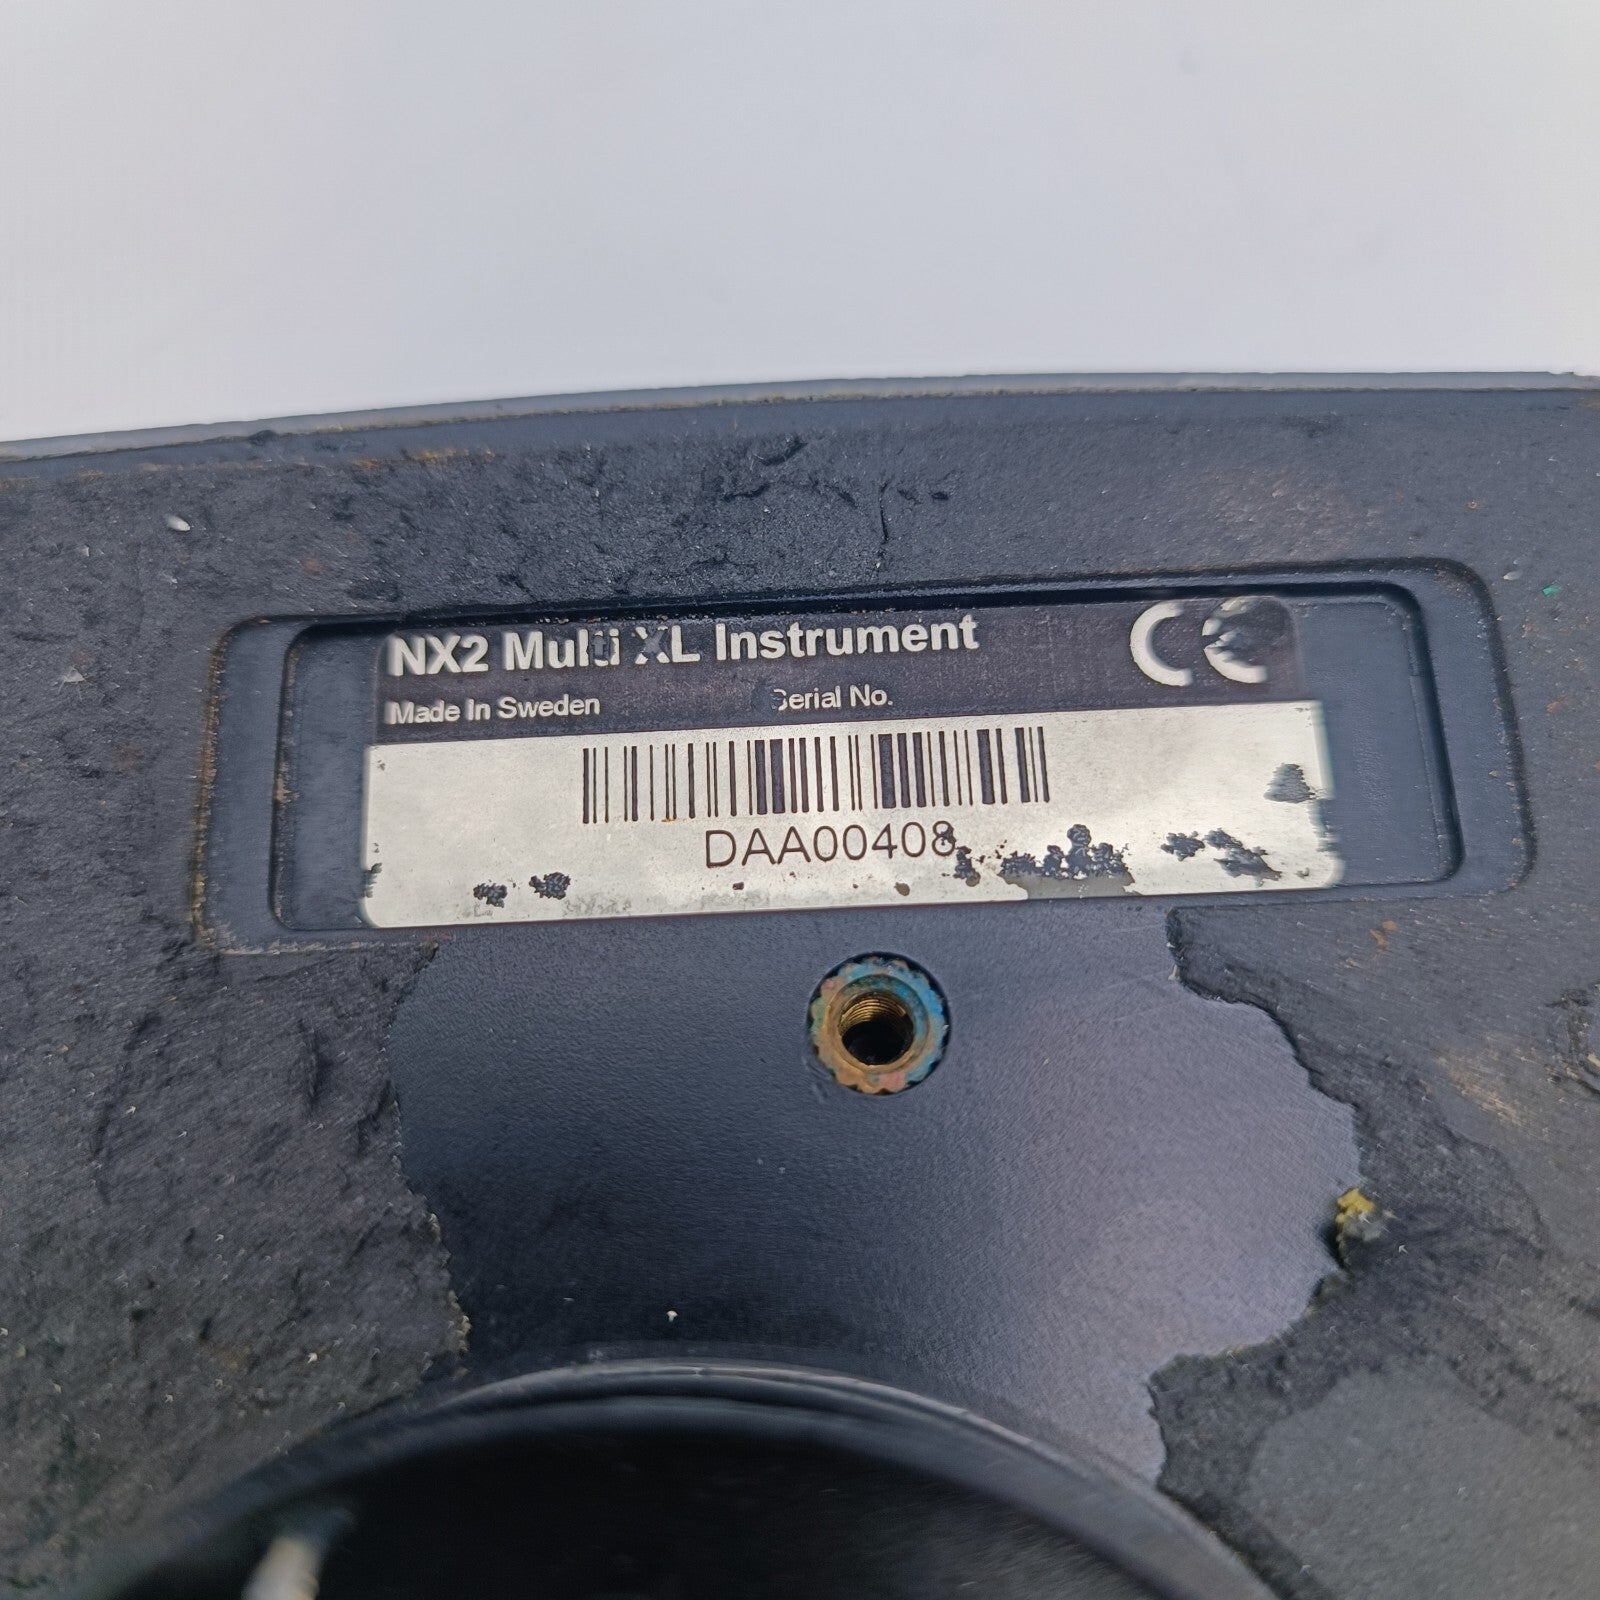 NX2 Multi XL Instrument CE
Made In Sweden Serial No.
DAA00408